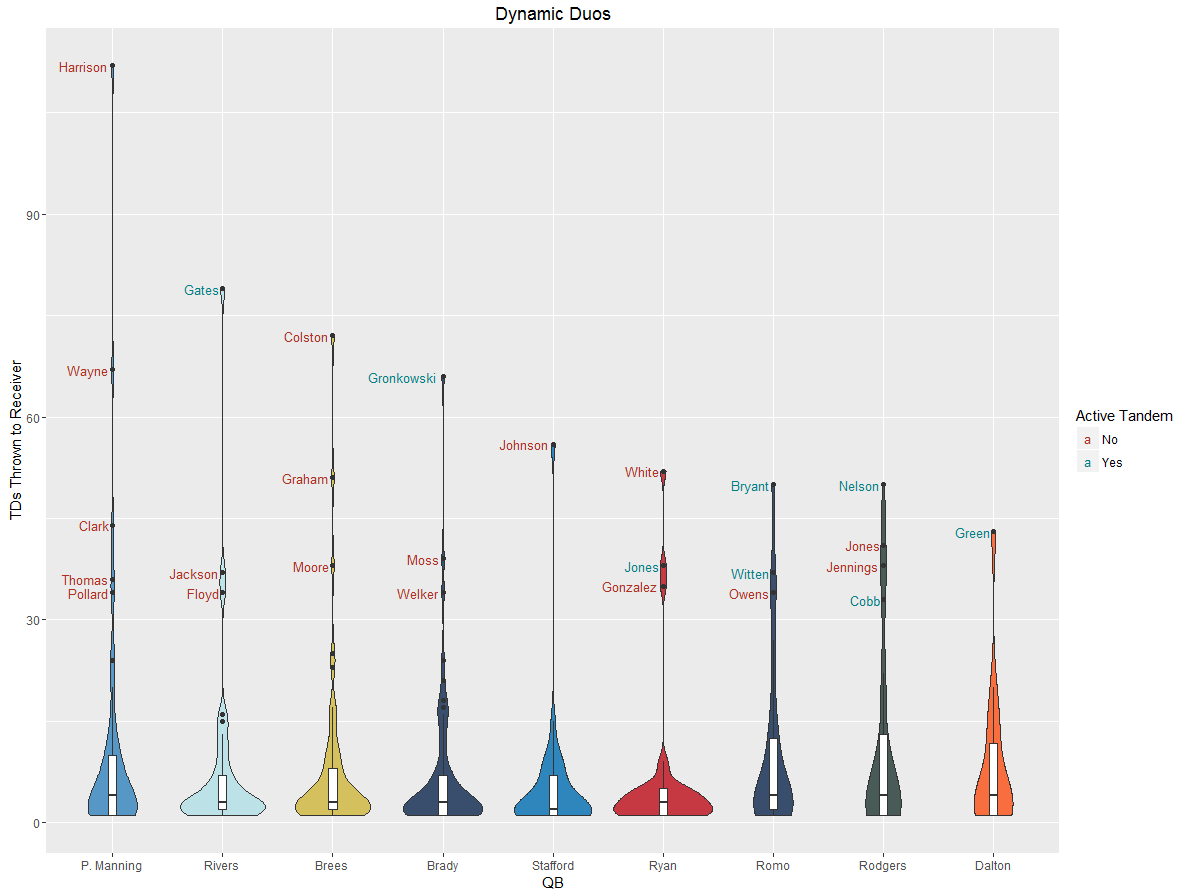 Dynamic Duos
Harrison
90
Gates
Colston
Wayne
Gronkowski
TDs Thrown to Receiver
Active Tandem
60
a No
Johnson
a Yes
White
Graham
Bryant
Nelson
Clark
Green
Jones
Moss
Moore
Jones
Jennings
Jackson
Witten
Thomas
Gonzalez
Pollard
Floyd
Welker
Owens
Cobb
30
0
P. Manning Rivers Brees Brady Stafford Ryan Romo Rodgers Dalton
QB